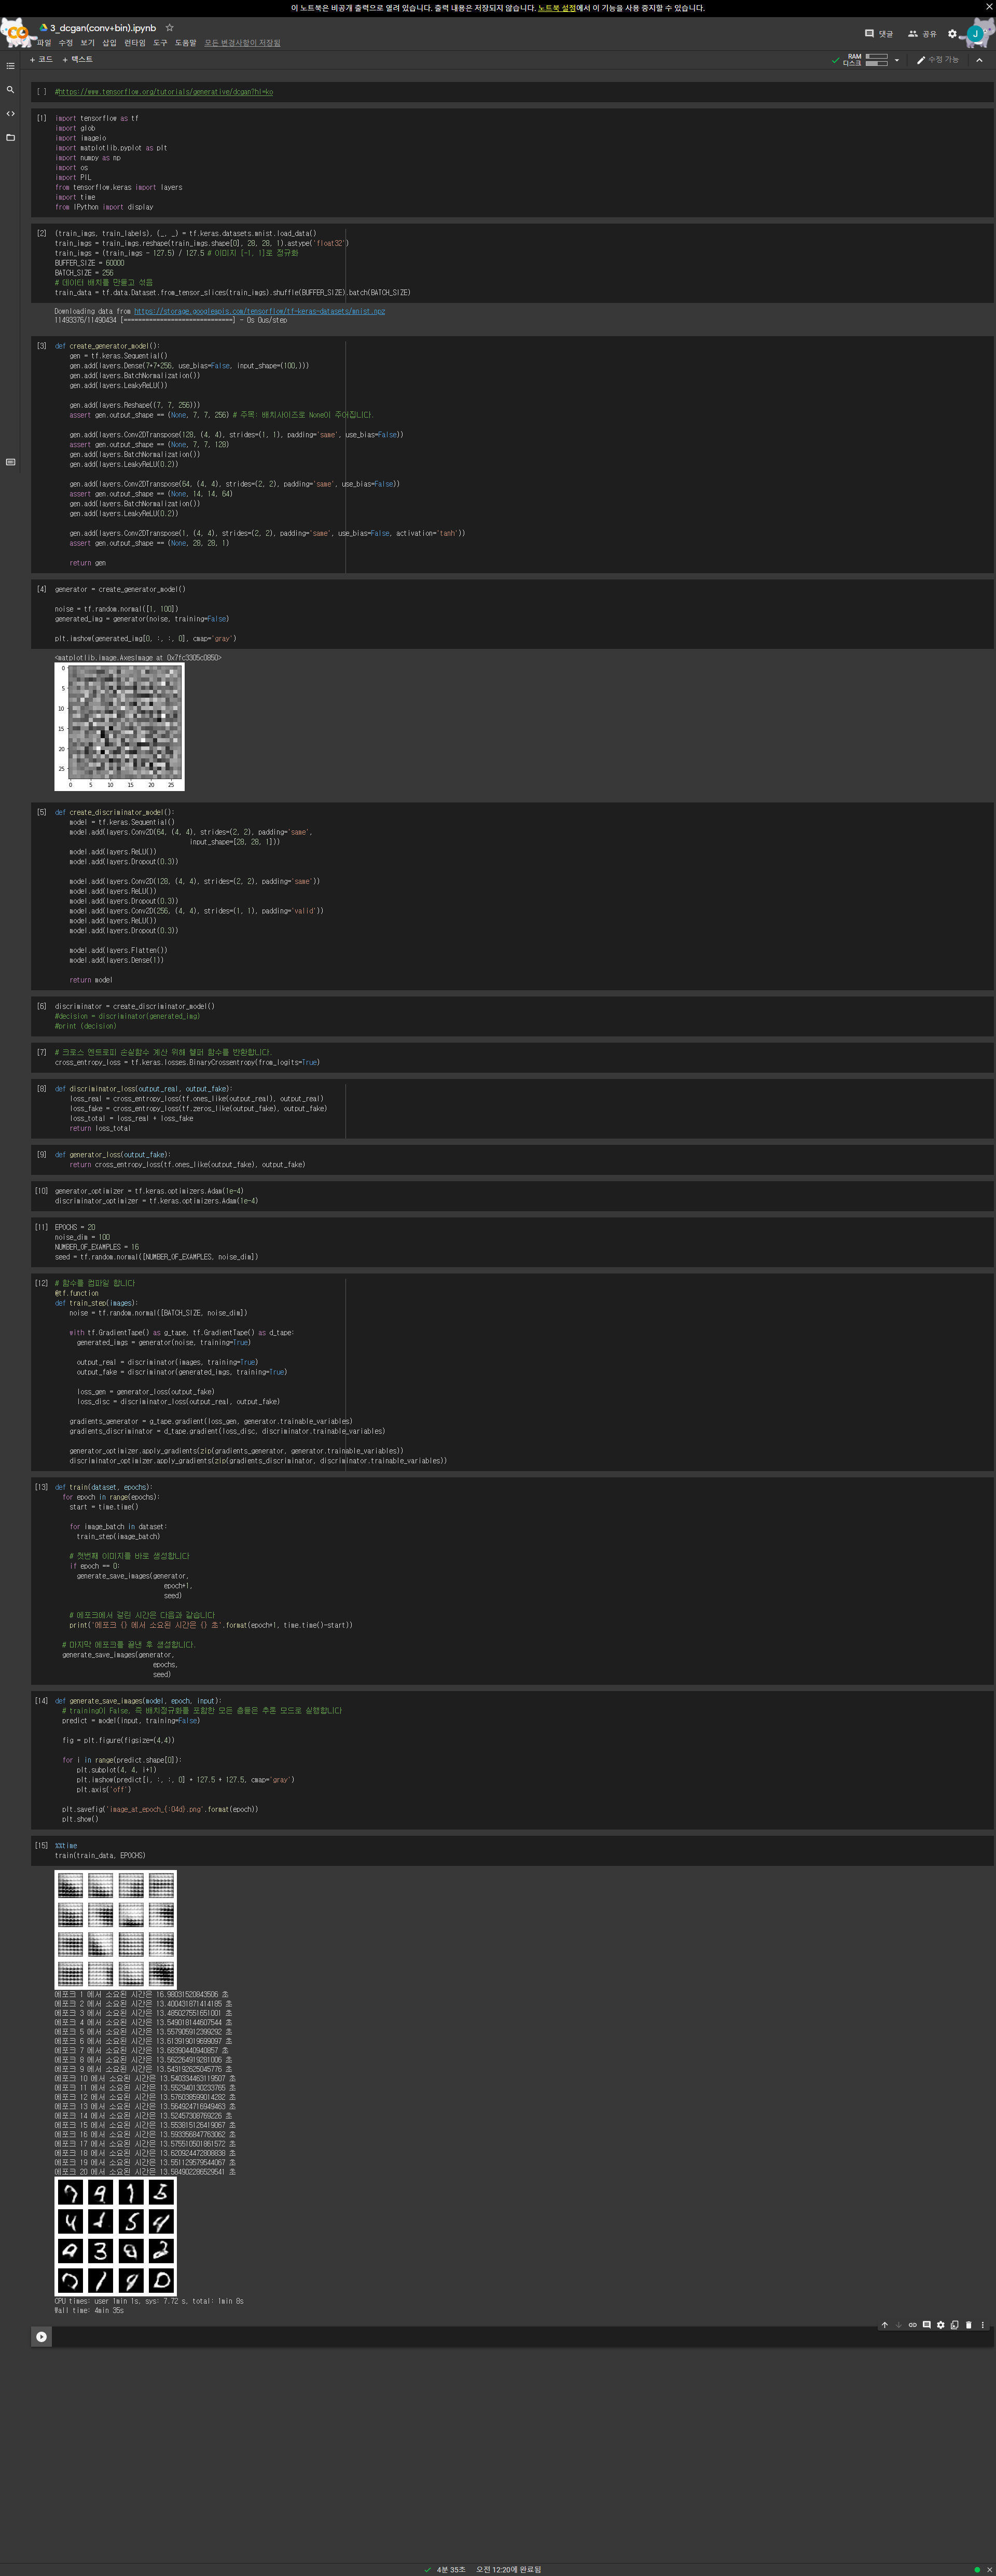 이 노트북은 비공개 출력으로 열려 있습니다. 출력 내용은 저장되지 않습니다. 노트북 설정에서 이 기능을 사용 중지할 수 있습니다.
3_dcgan(conv+bin).ipynb
댓글 공유 J
파일 수정 보기 삽입 런타임 도구 도움말 모든 변경사항이 저장됨
+ 코드 + 텍스트
RAM 디스크 수정 가능
[ ] #https://www.tensorflow.org/tutorials/generative/dcgan?hl=ko
[1] import tensorflow as tf
import glob
import imageio
import matplotlib.pyplot as plt
import numpy as np
import os
import PIL
from tensorflow.keras import layers
import time
from IPython import display
[2] (train_imgs, train_labels), (_, _) = tf.keras.datasets.mnist.load_data()
train_imgs = train_imgs.reshape(train_imgs.shape[0], 28, 28, 1).astype('float32')
train_imgs = (train_imgs - 127.5) / 127.5 # 이미지 [-1, 1]로 정규화
BUFFER_SIZE = 60000
BATCH_SIZE = 256
# 데이터 배치를 만들고 섞음
train_data = tf.data.Dataset.from_tensor_slices(train_imgs).shuffle(BUFFER_SIZE).batch(BATCH_SIZE)
Downloading data from https://storage.googleapis.com/tensorflow/tf-keras-datasets/mnist.npz
11493376/11490434 [==============================] - 0s 0us/step
[3] def create_generator_model():
gen = tf.keras.Sequential()
gen.add(layers.Dense(7*7*256, use_bias=False, input_shape=(100,)))
gen.add(layers.BatchNormalization())
gen.add(layers.LeakyReLU())
gen.add(layers.Reshape((7, 7, 256)))
assert gen.output_shape == (None, 7, 7, 256) # 주목: 배치사이즈로 None이 주어집니다.
gen.add(layers.Conv2DTranspose(128, (4, 4), strides=(1, 1), padding='same', use_bias=False))
assert gen.output_shape == (None, 7, 7, 128)
gen.add(layers.BatchNormalization())
gen.add(layers.LeakyReLU(0.2))
gen.add(layers.Conv2DTranspose(64, (4, 4), strides=(2, 2), padding='same', use_bias=False))
assert gen.output_shape == (None, 14, 14, 64)
gen.add(layers.BatchNormalization())
gen.add(layers.LeakyReLU(0.2))
gen.add(layers.Conv2DTranspose(1, (4, 4), strides=(2, 2), padding='same', use_bias=False, activation='tanh'))
assert gen.output_shape == (None, 28, 28, 1)
return gen
[4] generator = create_generator_model()
noise = tf.random.normal([1, 100])
generated_img = generator(noise, training=False)
plt.imshow(generated_img[0, :, :, 0], cmap='gray')
<matplotlib.image.AxesImage at 0x7fc3305c0850>
0
5
10
15
20
25
0 5 10 15 20 25
[5] def create_discriminator_model():
model = tf.keras.Sequential()
model.add(layers.Conv2D(64, (4, 4), strides=(2, 2), padding='same',
input_shape=[28, 28, 1]))
model.add(layers.ReLU())
model.add(layers.Dropout(0.3))
model.add(layers.Conv2D(128, (4, 4), strides=(2, 2), padding='same'))
model.add(layers.ReLU())
model.add(layers.Dropout(0.3))
model.add(layers.Conv2D(256, (4, 4), strides=(1, 1), padding='valid'))
model.add(layers.ReLU())
model.add(layers.Dropout(0.3))
model.add(layers.Flatten())
model.add(layers.Dense(1))
return model
[6] discriminator = create_discriminator_model()
#decision = discriminator(generated_img)
#print (decision)
[7] # 크로스 엔트로피 손실함수 계산 위해 헬퍼 함수를 반환합니다.
cross_entropy_loss = tf.keras.losses.BinaryCrossentropy(from_logits=True)
[8] def discriminator_loss(output_real, output_fake):
loss_real = cross_entropy_loss(tf.ones_like(output_real), output_real)
loss_fake = cross_entropy_loss(tf.zeros_like(output_fake), output_fake)
loss_total = loss_real + loss_fake
return loss_total
[9] def generator_loss(output_fake):
return cross_entropy_loss(tf.ones_like(output_fake), output_fake)
[10] generator_optimizer = tf.keras.optimizers.Adam(1e-4)
discriminator_optimizer = tf.keras.optimizers.Adam(1e-4)
[11] EPOCHS = 20
noise_dim = 100
NUMBER_OF_EXAMPLES = 16
seed = tf.random.normal([NUMBER_OF_EXAMPLES, noise_dim])
[12] # 함수를 컴파일 합니다
@tf.function
def train_step(images):
noise = tf.random.normal([BATCH_SIZE, noise_dim])
with tf.GradientTape() as g_tape, tf.GradientTape() as d_tape:
generated_imgs = generator(noise, training=True)
output_real = discriminator(images, training=True)
output_fake = discriminator(generated_imgs, training=True)
loss_gen = generator_loss(output_fake)
loss_disc = discriminator_loss(output_real, output_fake)
gradients_generator = g_tape.gradient(loss_gen, generator.trainable_variables)
gradients_discriminator = d_tape.gradient(loss_disc, discriminator.trainable_variables)
generator_optimizer.apply_gradients(zip(gradients_generator, generator.trainable_variables))
discriminator_optimizer.apply_gradients(zip(gradients_discriminator, discriminator.trainable_variables))
[13] def train(dataset, epochs):
for epoch in range(epochs):
start = time.time()
for image_batch in dataset:
train_step(image_batch)
# 첫번째 이미지를 바로 생성합니다
if epoch == 0:
generate_save_images(generator,
epoch+1,
seed)
# 에포크에서 걸린 시간은 다음과 같습니다
print('에포크 {} 에서 소요된 시간은 {} 초'.format(epoch+1, time.time()-start))
# 마지막 에포크를 끝낸 후 생성합니다.
generate_save_images(generator,
epochs,
seed)
[14] def generate_save_images(model, epoch, input):
# training이 False, 즉 배치정규화를 포함한 모든 층들은 추론 모드로 실행합니다
predict = model(input, training=False)
fig = plt.figure(figsize=(4,4))
for i in range(predict.shape[0]):
plt.subplot(4, 4, i+1)
plt.imshow(predict[i, :, :, 0] * 127.5 + 127.5, cmap='gray')
plt.axis('off')
plt.savefig('image_at_epoch_{:04d}.png'.format(epoch))
plt.show()
[15] %%time
train(train_data, EPOCHS)
에포크 1 에서 소요된 시간은 16.98031520843506 초
에포크 2 에서 소요된 시간은 13.400431871414185 초
에포크 3 에서 소요된 시간은 13.485027551651001 초
에포크 4 에서 소요된 시간은 13.549018144607544 초
에포크 5 에서 소요된 시간은 13.557905912399292 초
에포크 6 에서 소요된 시간은 13.613919019699097 초
에포크 7 에서 소요된 시간은 13.68390440940857 초
에포크 8 에서 소요된 시간은 13.562264919281006 초
에포크 9 에서 소요된 시간은 13.543192625045776 초
에포크 10 에서 소요된 시간은 13.540334463119507 초
에포크 11 에서 소요된 시간은 13.552940130233765 초
에포크 12 에서 소요된 시간은 13.576038599014282 초
에포크 13 에서 소요된 시간은 13.564924716949463 초
에포크 14 에서 소요된 시간은 13.52457308769226 초
에포크 15 에서 소요된 시간은 13.553815126419067 초
에포크 16 에서 소요된 시간은 13.593356847763062 초
에포크 17 에서 소요된 시간은 13.575510501861572 초
에포크 18 에서 소요된 시간은 13.620924472808838 초
에포크 19 에서 소요된 시간은 13.551129579544067 초
에포크 20 에서 소요된 시간은 13.584902286529541 초
CPU times: user 1min 1s, sys: 7.72 s, total: 1min 8s
Wall time: 4min 35s
4분 35초 오전 12:20에 완료됨